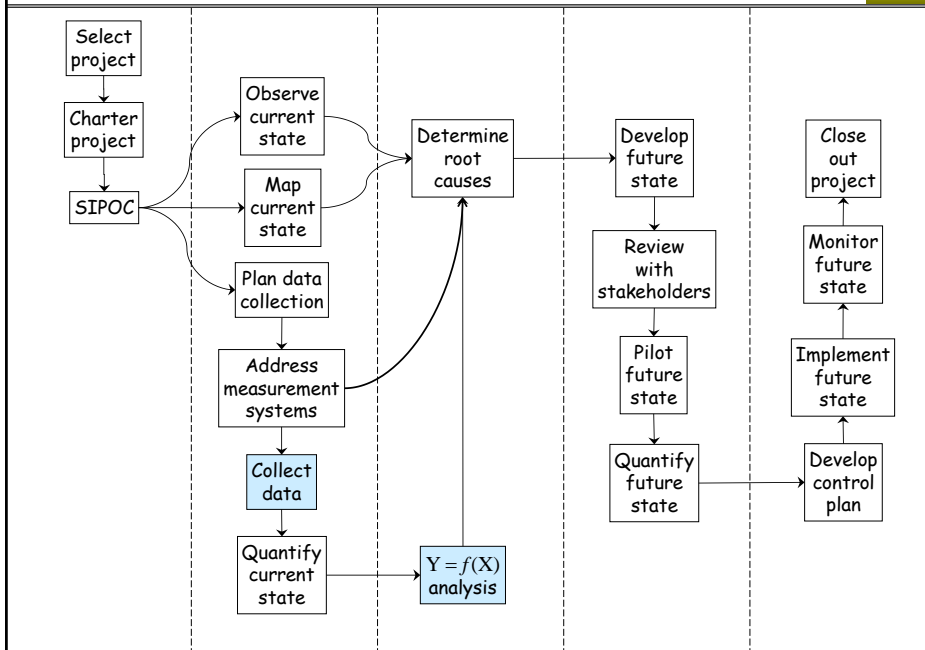 Select
project
Charter
project
SIPOC
Observe
current
state
Map
current
state
Plan data
collection
Address
measurement
systems
Collect
data
Quantify
current
state
Determine
root
causes
Y = f(X)
analysis
Develop
future
state
Review
with
stakeholders
Pilot
future
state
Quantify
future
state
Close
out
project
Monitor
future
state
Implement
future
state
Develop
control
plan